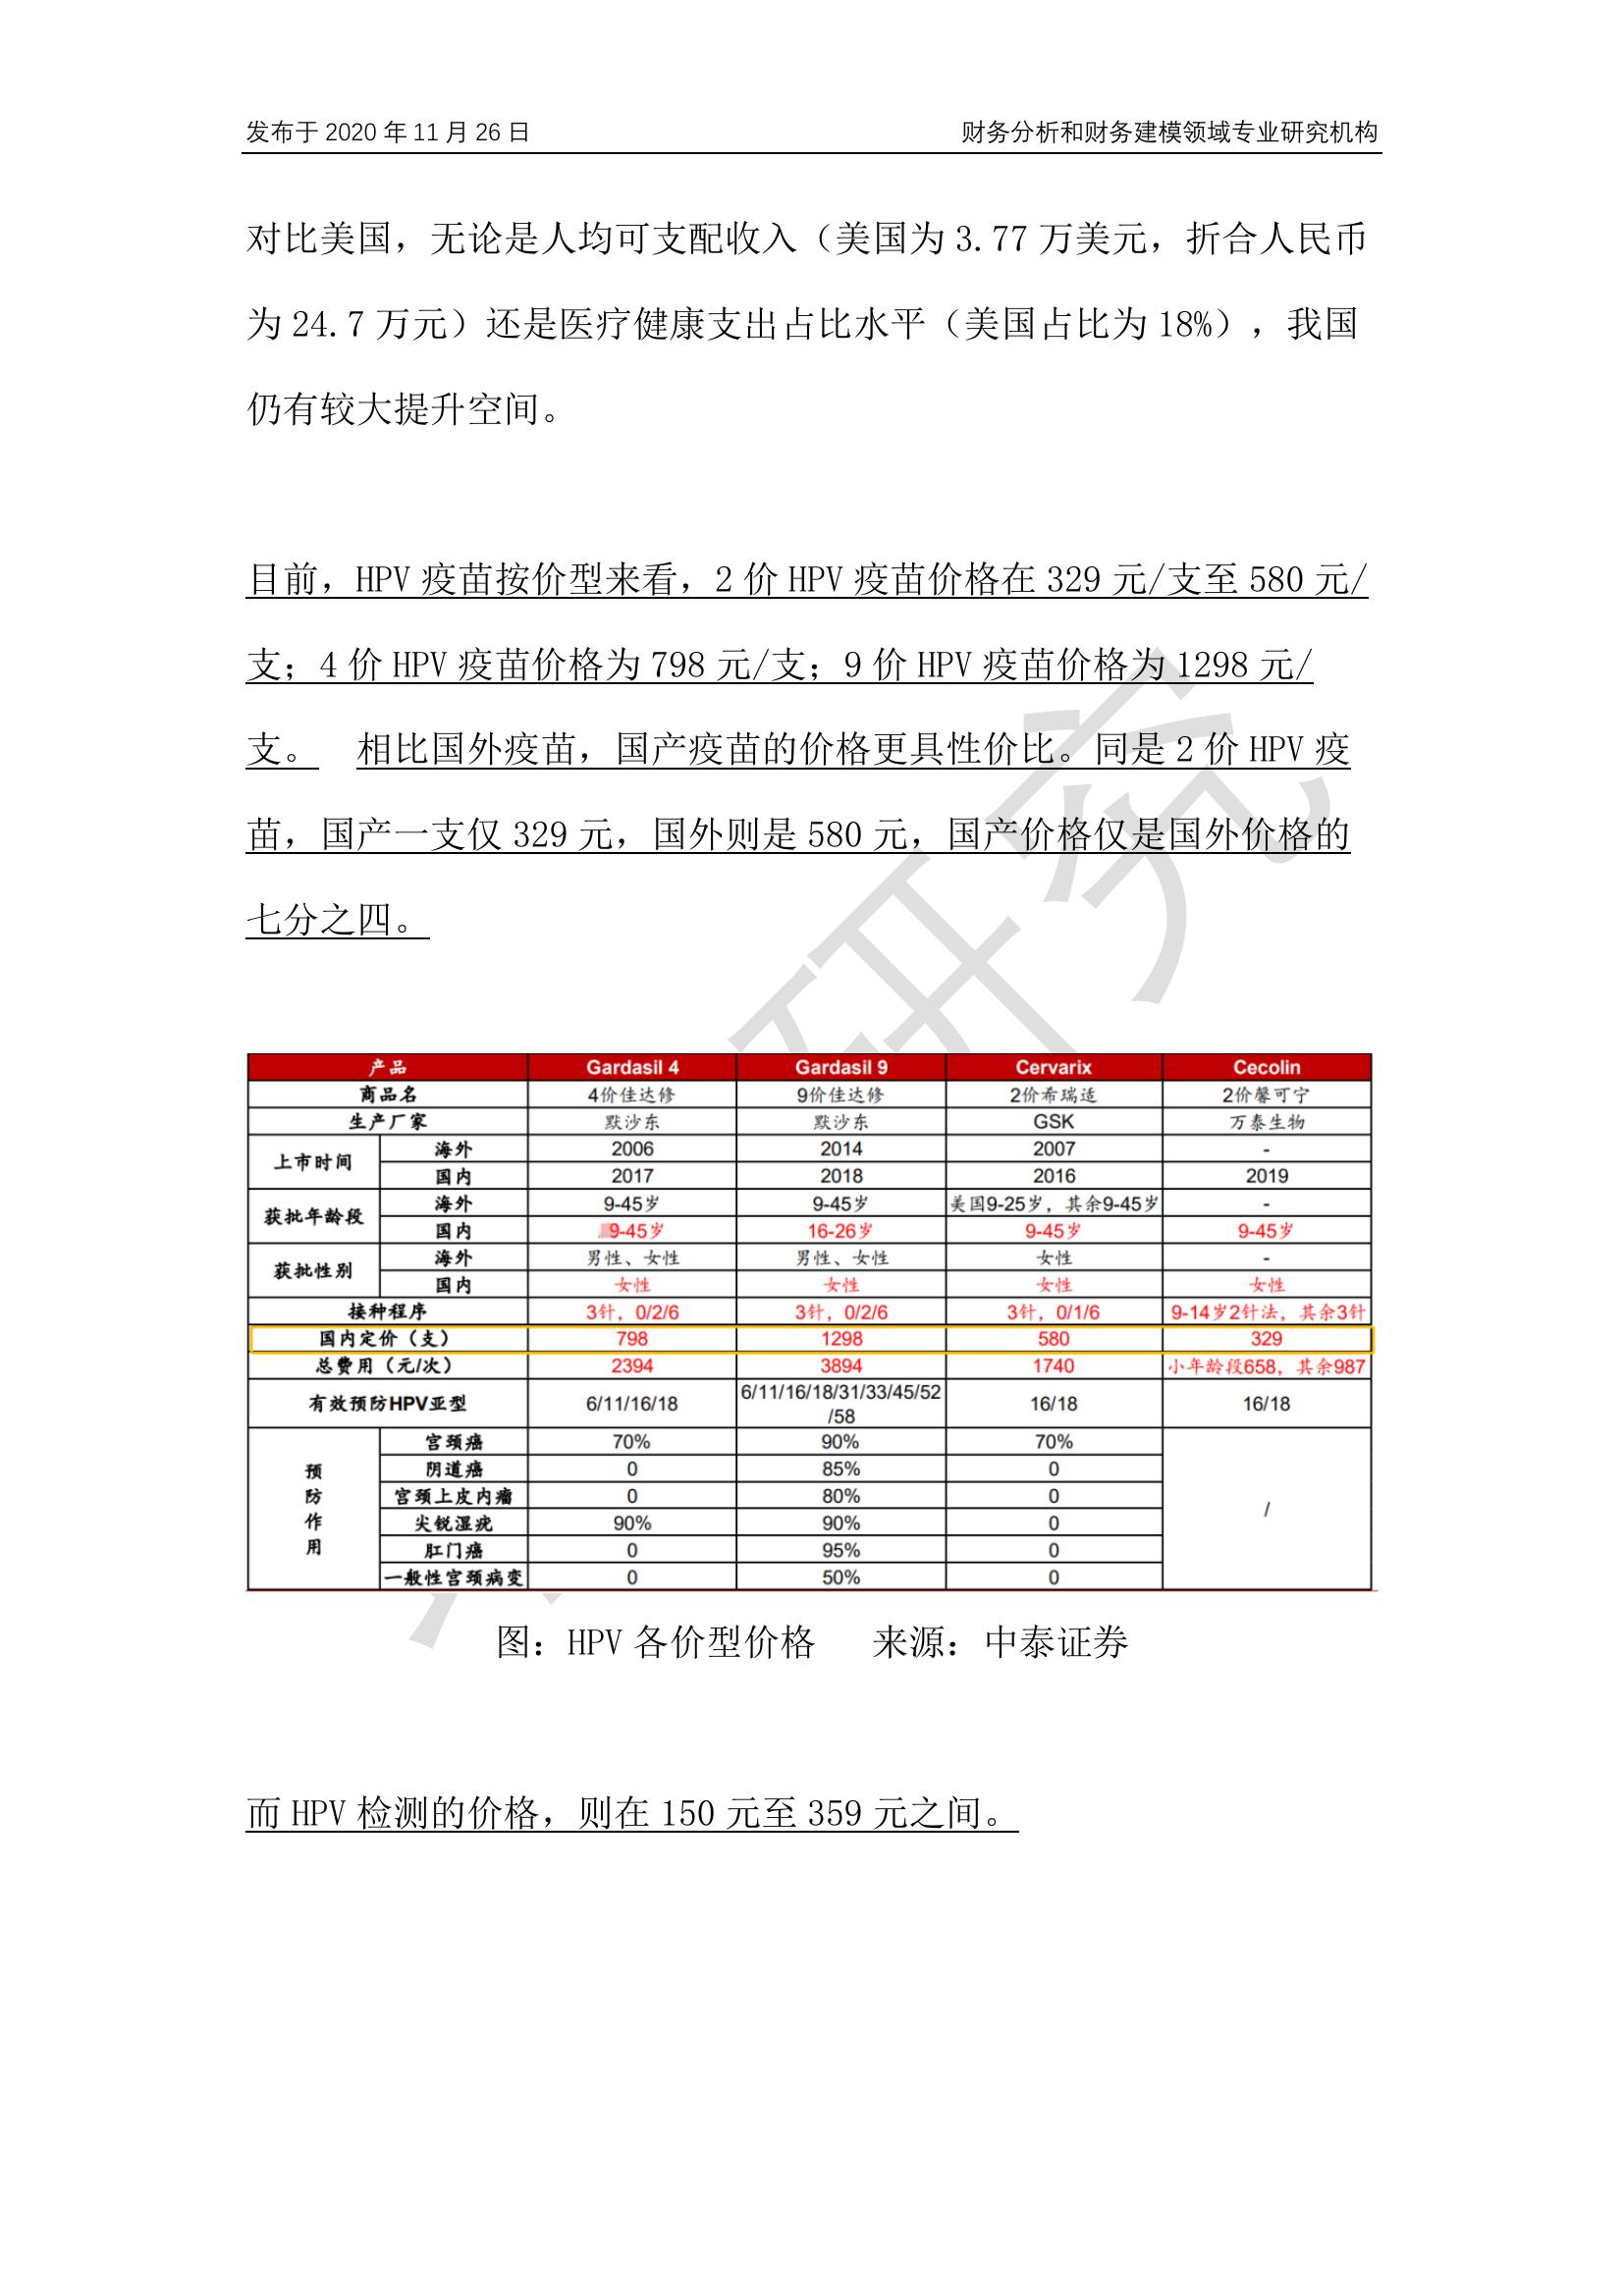 发布于 2020 年 11 月 26 日 财务分析和财务建模领域专业研究机构
对比美国，无论是人均可支配收入（美国为 3.77 万美元，折合人民币
为 24.7 万元）还是医疗健康支出占比水平（美国占比为 18%），我国
仍有较大提升空间。
目前，HPV 疫苗按价型来看，2 价 HPV 疫苗价格在 329 元/支至 580 元/
支；4 价 HPV 疫苗价格为 798 元/支；9 价 HPV 疫苗价格为 1298 元/
支。 相比国外疫苗，国产疫苗的价格更具性价比。同是 2 价 HPV 疫
苗，国产一支仅 329 元，国外则是 580 元，国产价格仅是国外价格的
七分之四。
产品 Gardasil 4 Gardasil 9 Cervarix Cecolin
商品名 4价佳达修 9价佳达修 2价希瑞适 2价馨可宁
生产厂家 默沙东 默沙东 GSK 万泰生物
上市时间 海外 2006 2014 2007 -
国内 2017 2018 2016 2019
获批年龄段 海外 9-45岁 9-45岁 美国9-25岁，其余9-45岁 -
国内 9-45岁 16-26岁 9-45岁 9-45岁
获批性别 海外 男性、女性 男性、女性 女性 -
国内 女性 女性 女性 女性
接种程序 3针，0/2/6 3针，0/2/6 3针，0/1/6 9-14岁2针法，其余3针
国内定价（支） 798 1298 580 329
总费用（元/次） 2394 3894 1740 小年龄段658，其余987
有效预防HPV亚型 6/11/16/18 6/11/16/18/31/33/45/52/58 16/18 16/18
预防作用 宫颈癌 70% 90% 70% /
阴道癌 0 85% 0
宫颈上皮内瘤 0 80% 0
尖锐湿疣 90% 90% 0
肛门癌 0 95% 0
一般性宫颈病变 0 50% 0
图：HPV 各价型价格 来源：中泰证券
而 HPV 检测的价格，则在 150 元至 359 元之间。
研究